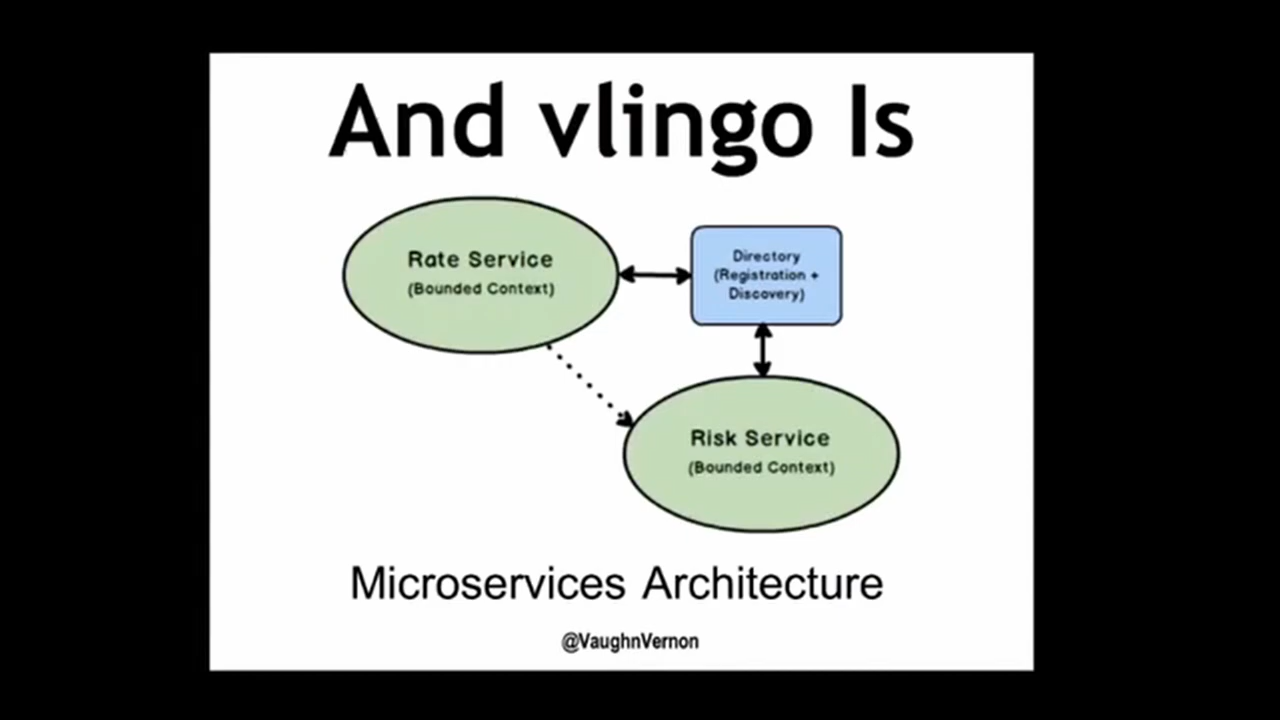 And vlingo Is
Rate Service
(Bounded Context)
Directory
(Registration +
Discovery)
Risk Service
(Bounded Context)
Microservices Architecture
@VaughnVernon